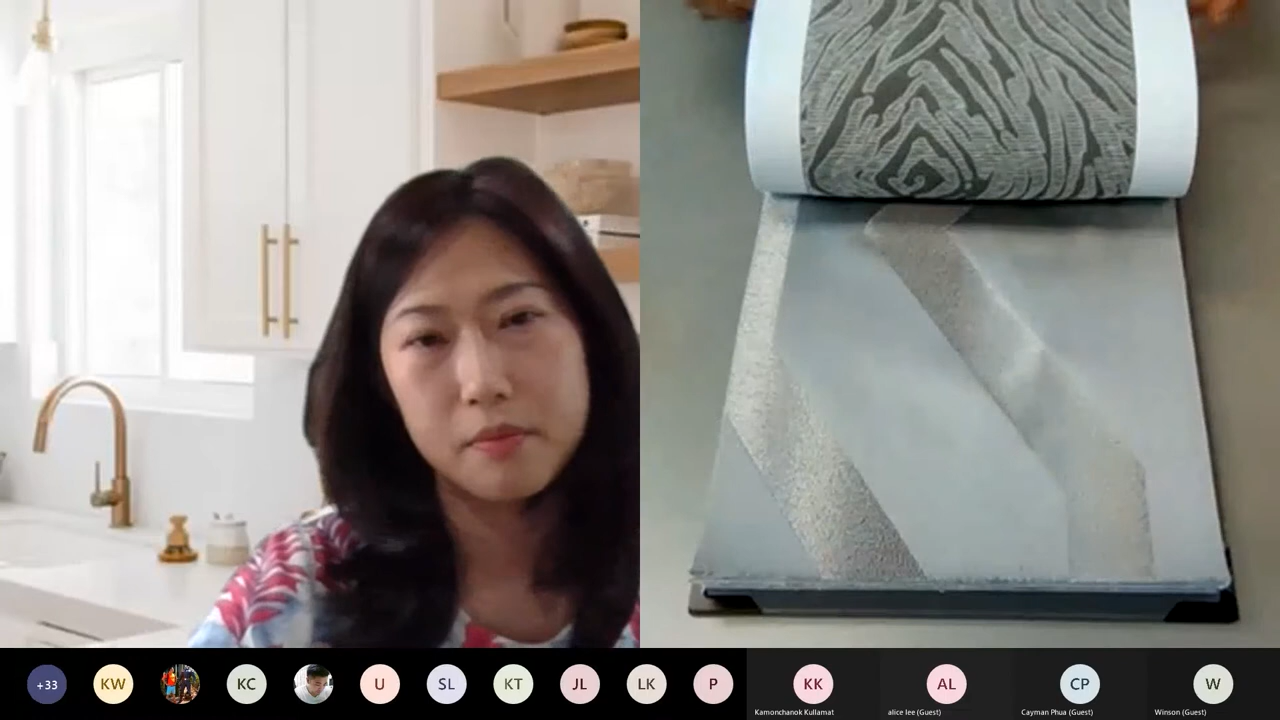 +33
KW
KC
U
SL
KT
JL
LK
P
KK
AL
CP
W
Kamonchanok Kullamat
alice lee (Guest)
Cayman Phua (Guest)
Winson (Guest)